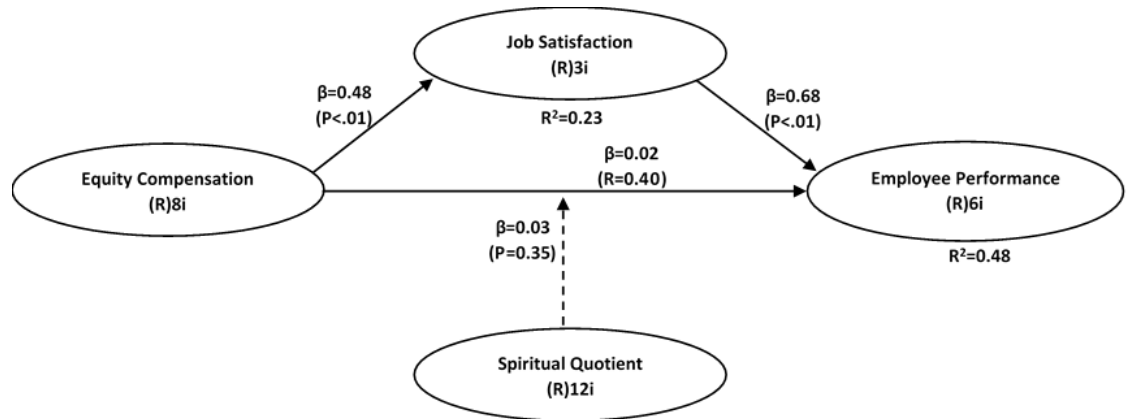 Job Satisfaction
(R)3i
R²=0.23
β=0.48
(P<.01)
β=0.68
(P<.01)
Equity Compensation
(R)8i
β=0.02
(R=0.40)
Employee Performance
(R)6i
R²=0.48
β=0.03
(P=0.35)
Spiritual Quotient
(R)12i